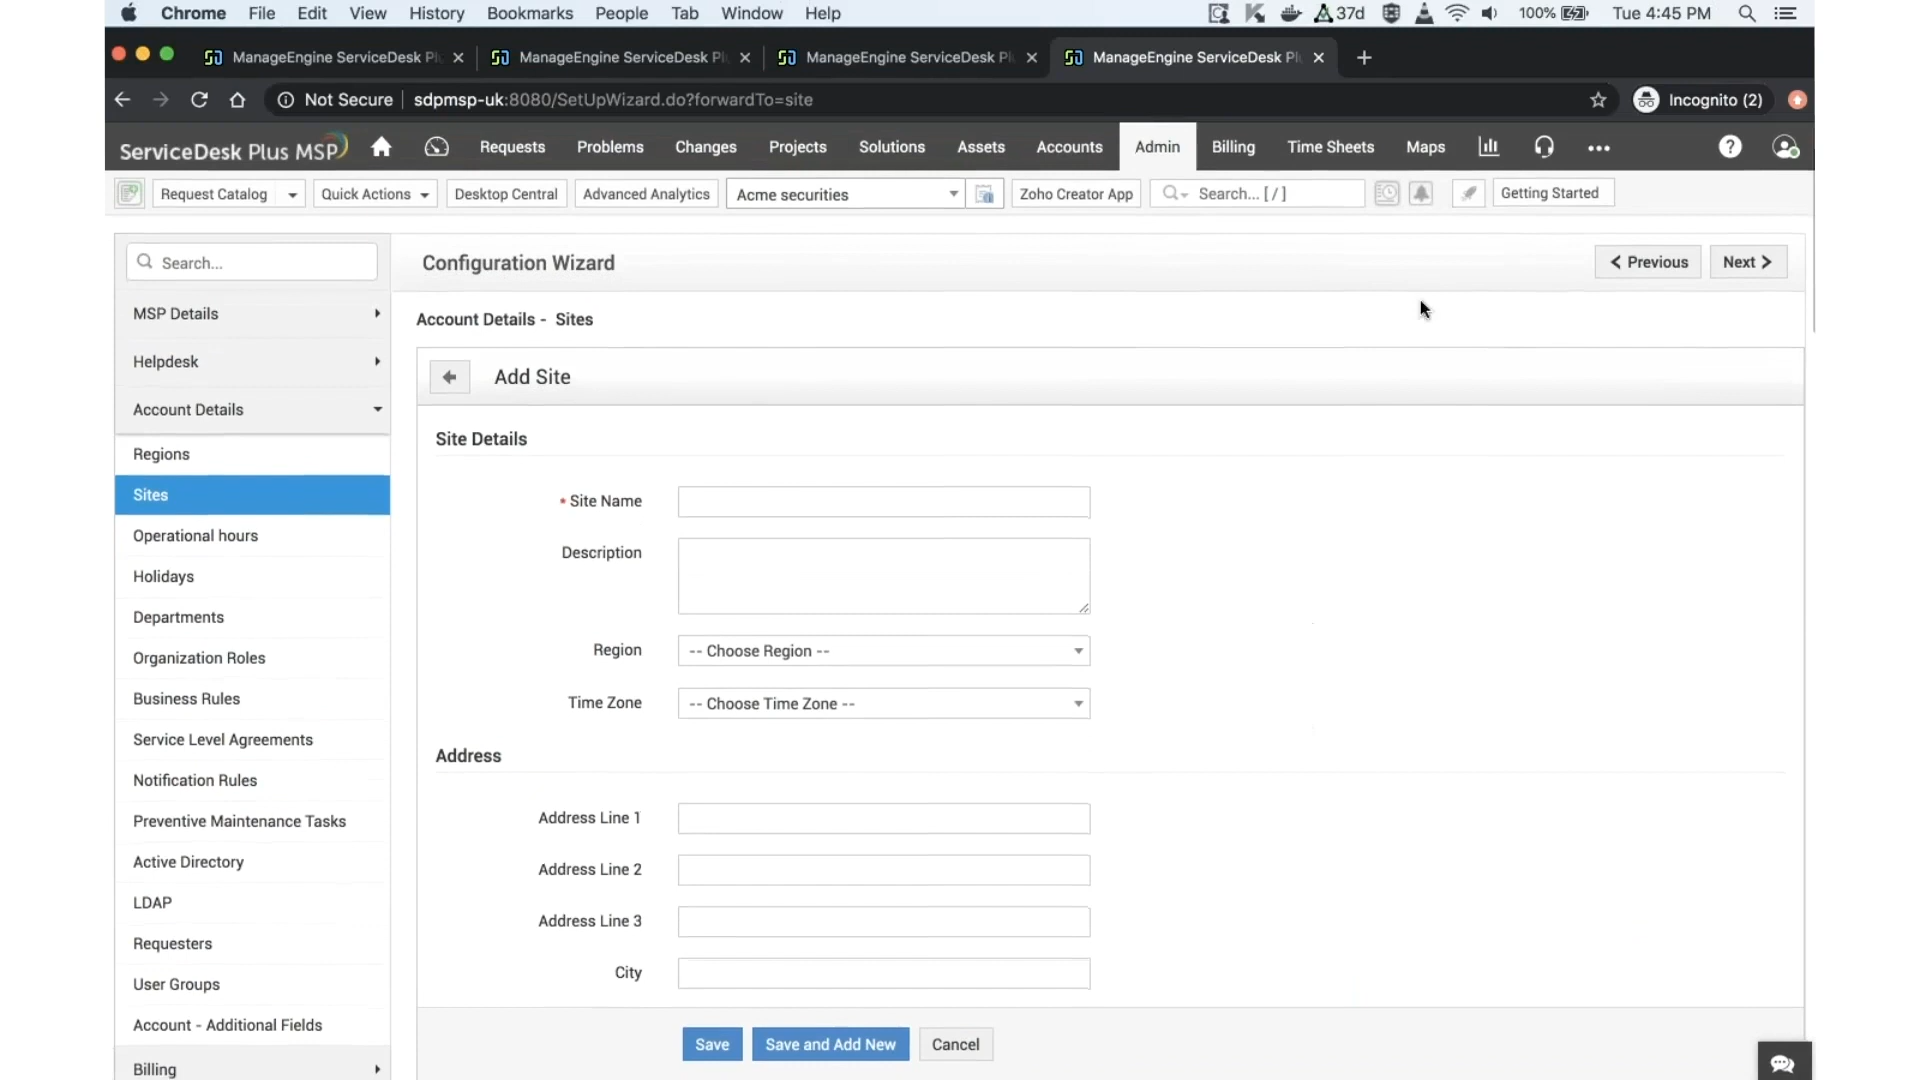 Chrome File Edit View History Bookmarks People Tab Window Help 37d 100% Tue 4:45 PM
ManageEngine ServiceDesk Pl ManageEngine ServiceDesk Pl ManageEngine ServiceDesk Pl ManageEngine ServiceDesk Pl
Not Secure sdpmsp-uk:8080/SetUpWizard.do?forwardTo=site Incognito (2)
ServiceDesk Plus MSP Requests Problems Changes Projects Solutions Assets Accounts Admin Billing Time Sheets Maps
Request Catalog Quick Actions Desktop Central Advanced Analytics Acme securities Zoho Creator App Search... [ / ] Getting Started
Search...
Configuration Wizard
Previous Next
MSP Details
Helpdesk
Account Details
Regions
Sites
Operational hours
Holidays
Departments
Organization Roles
Business Rules
Service Level Agreements
Notification Rules
Preventive Maintenance Tasks
Active Directory
LDAP
Requesters
User Groups
Account - Additional Fields
Billing
Account Details - Sites
Add Site
Site Details
* Site Name
Description
Region -- Choose Region --
Time Zone -- Choose Time Zone --
Address
Address Line 1
Address Line 2
Address Line 3
City
Save Save and Add New Cancel